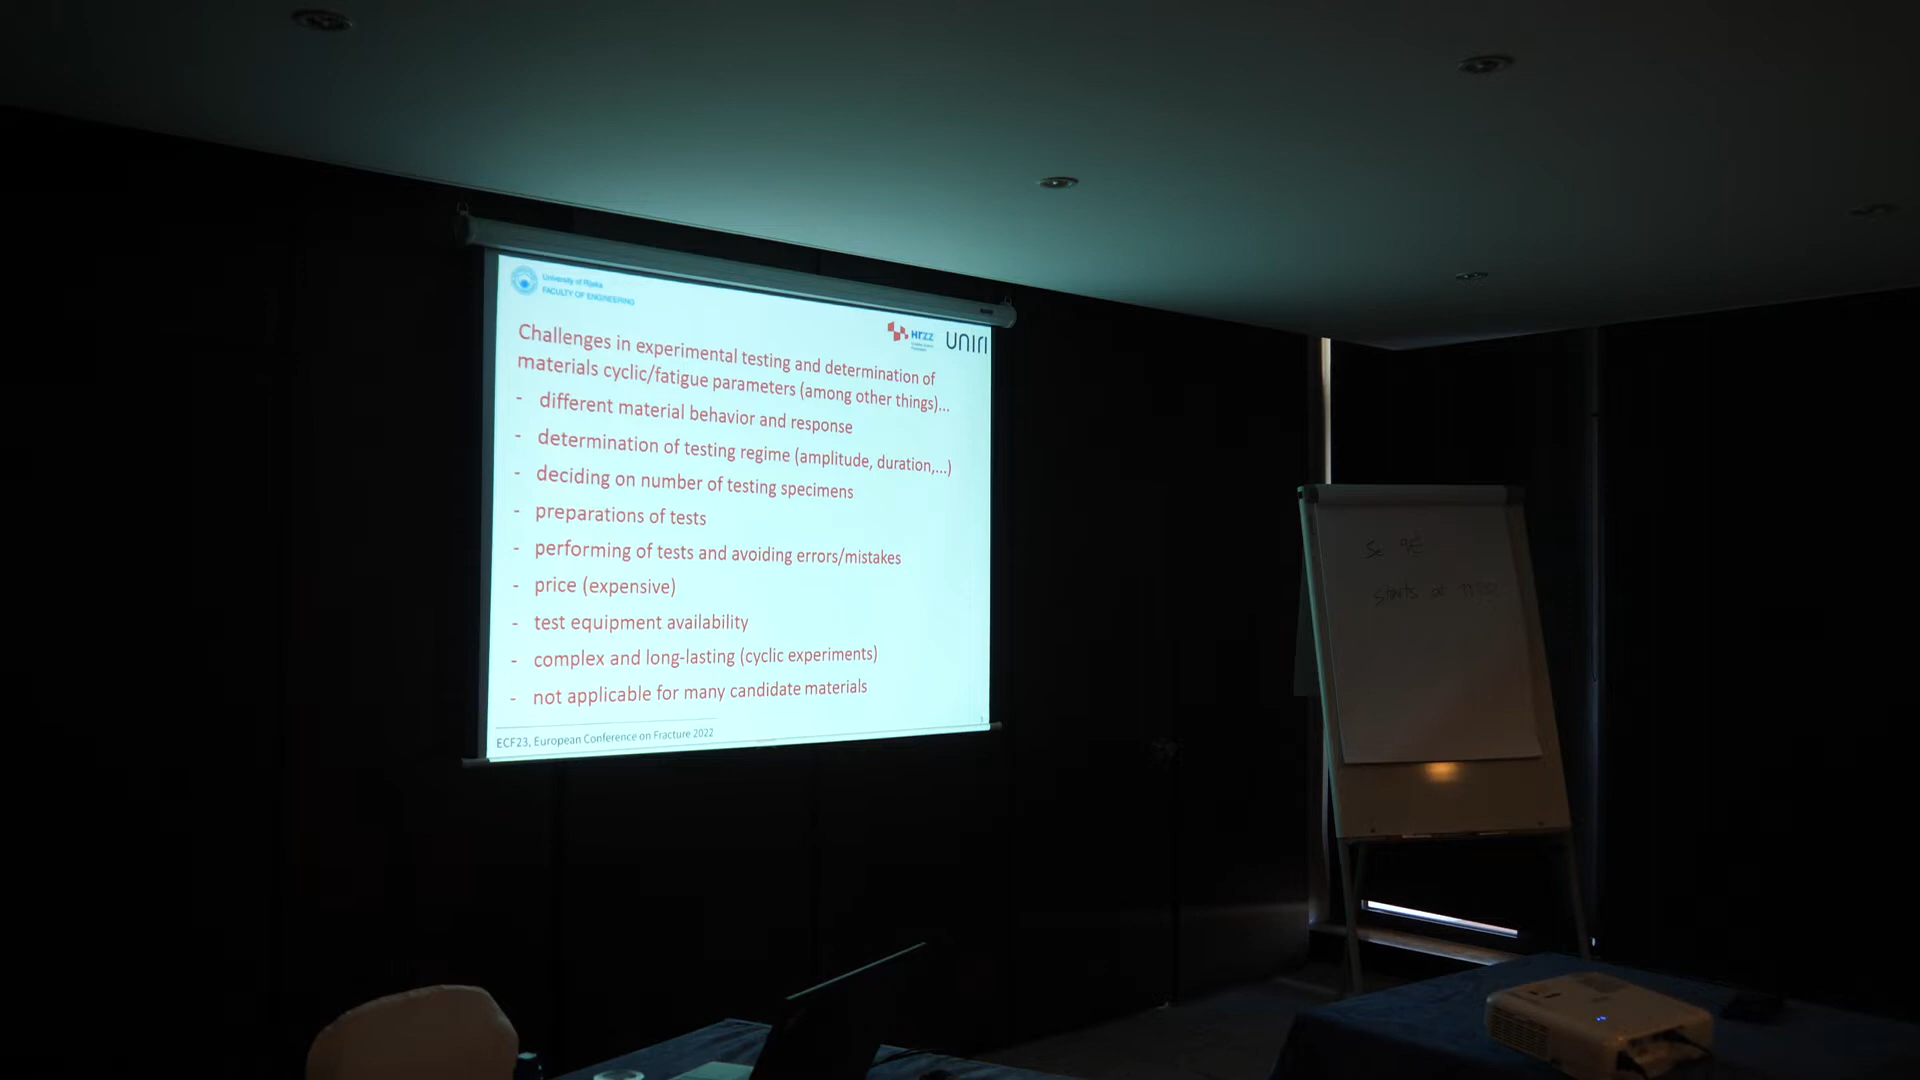 University of Rijeka
FACULTY OF ENGINEERING
HrZZ
UNIRI
Challenges in experimental testing and determination of
materials cyclic/fatigue parameters (among other things)...
- different material behavior and response
- determination of testing regime (amplitude, duration,...)
- deciding on number of testing specimens
- preparations of tests
- performing of tests and avoiding errors/mistakes
- price (expensive)
- test equipment availability
- complex and long-lasting (cyclic experiments)
- not applicable for many candidate materials
ECF23, European Conference on Fracture 2022
starts at